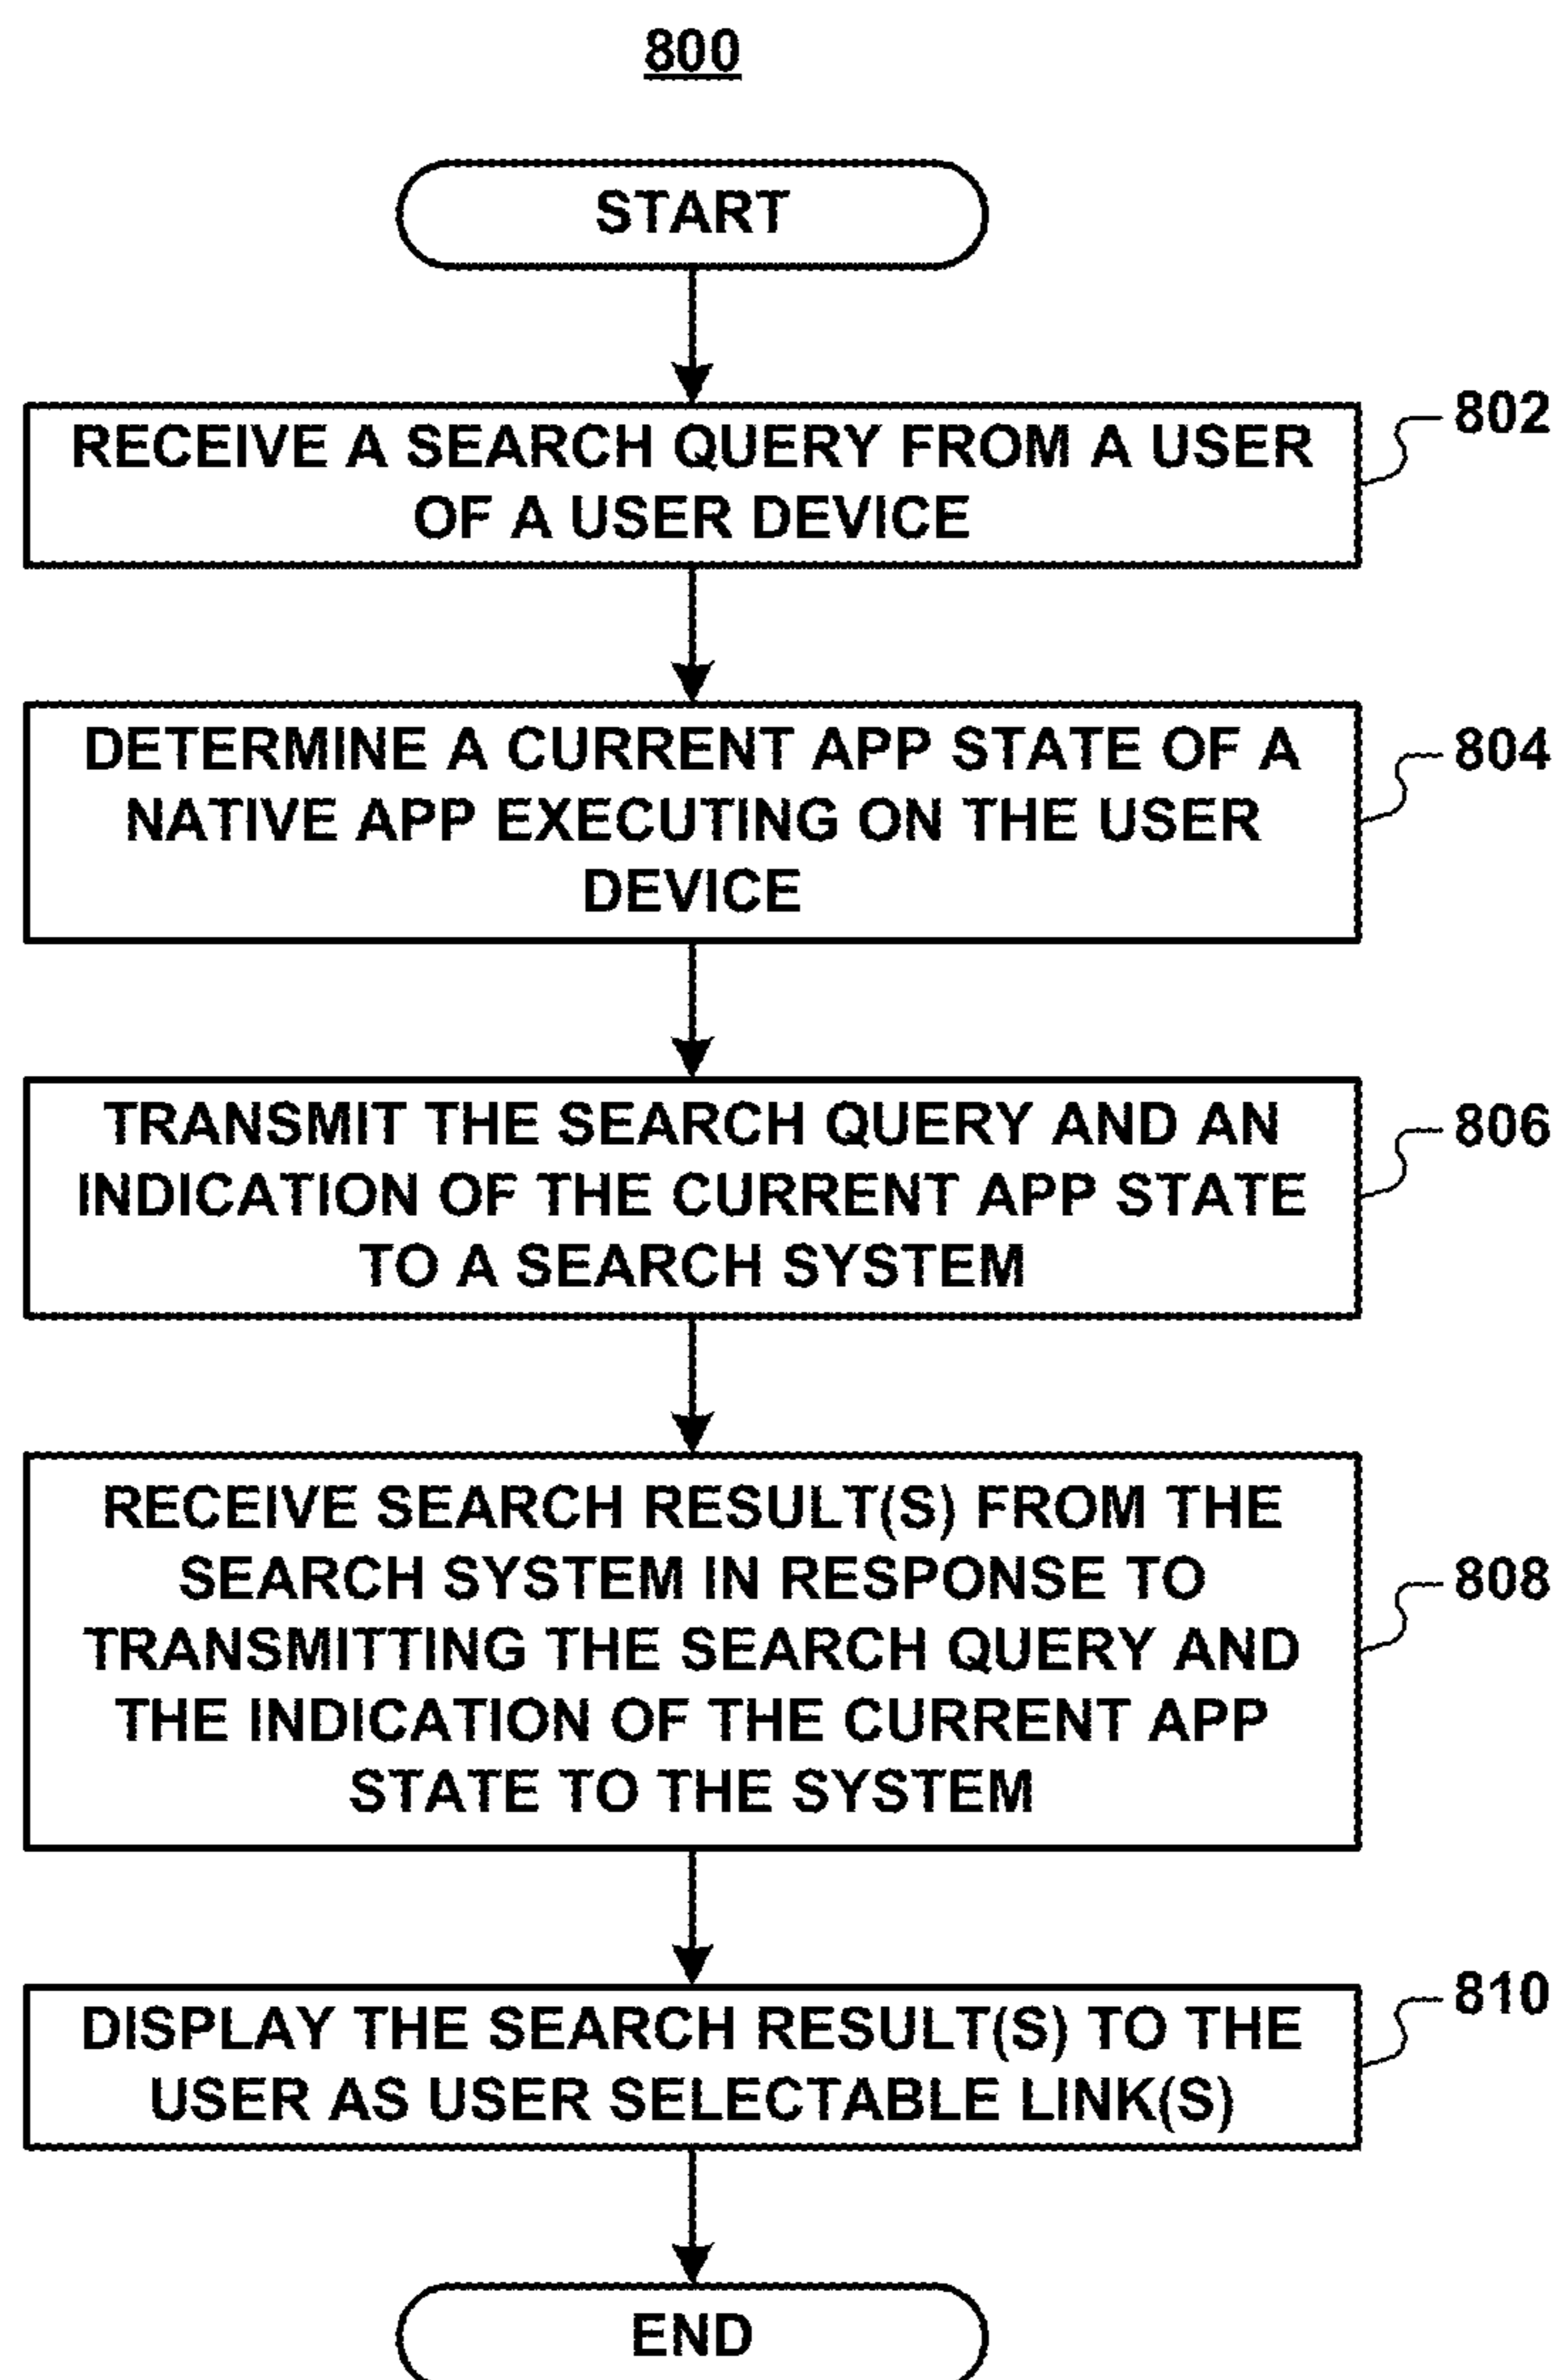 800
START
RECEIVE A SEARCH QUERY FROM A USER
OF A USER DEVICE
802
DETERMINE A CURRENT APP STATE OF A
NATIVE APP EXECUTING ON THE USER
DEVICE
804
TRANSMIT THE SEARCH QUERY AND AN
INDICATION OF THE CURRENT APP STATE
TO A SEARCH SYSTEM
806
RECEIVE SEARCH RESULT(S) FROM THE
SEARCH SYSTEM IN RESPONSE TO
TRANSMITTING THE SEARCH QUERY AND
THE INDICATION OF THE CURRENT APP
STATE TO THE SYSTEM
808
DISPLAY THE SEARCH RESULT(S) TO THE
USER AS USER SELECTABLE LINK(S)
810
END